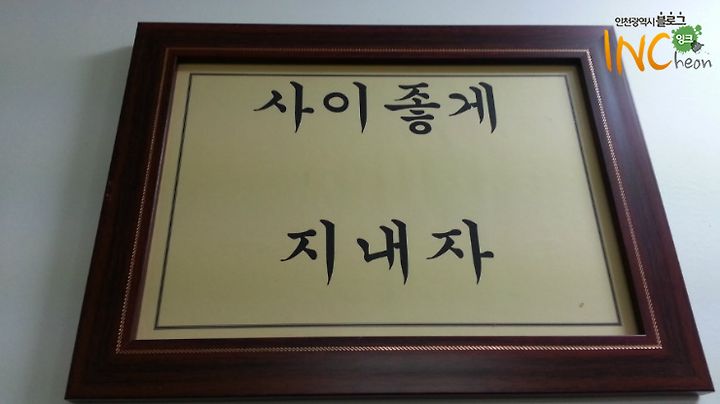 인천광역시 블로그
INCheon
잉크
사이좋게
지내자